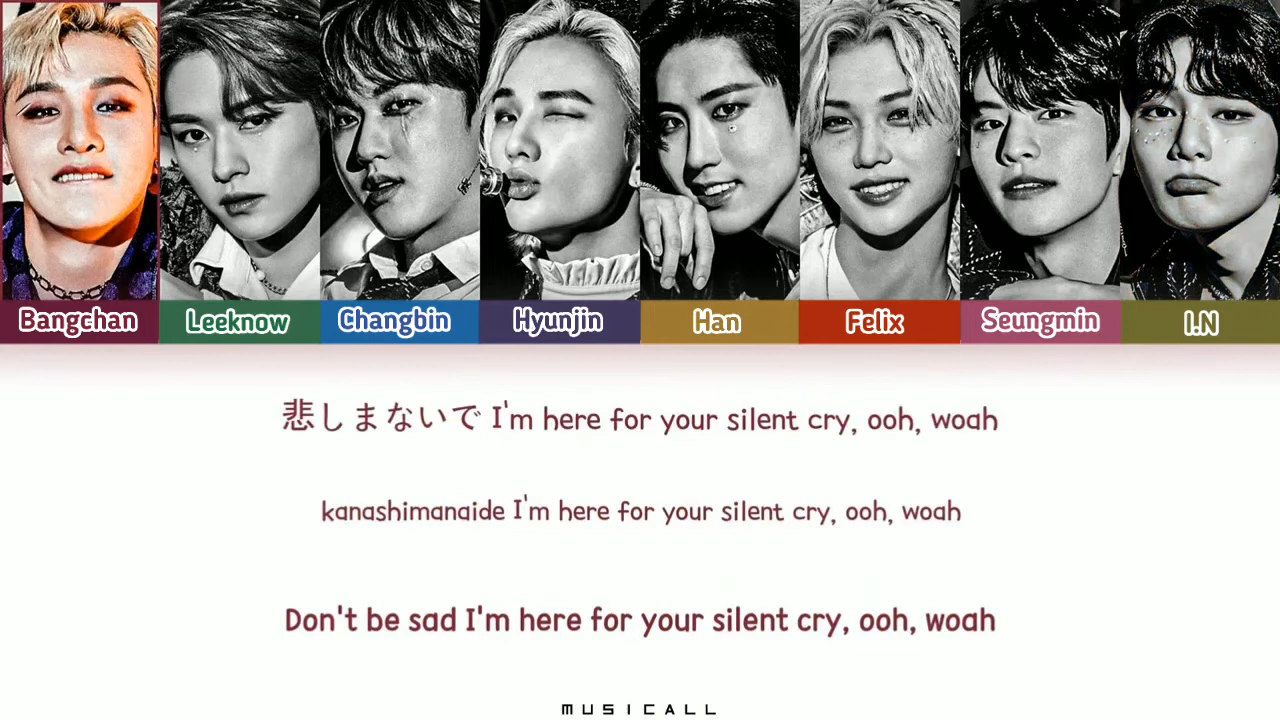 Bangchan Leeknow Changbin Hyunjin Han Felix Seungmin I.N
悲しまないで I'm here for your silent cry, ooh, woah
kanashimanaide I'm here for your silent cry, ooh, woah
Don't be sad I'm here for your silent cry, ooh, woah
MUSICALL